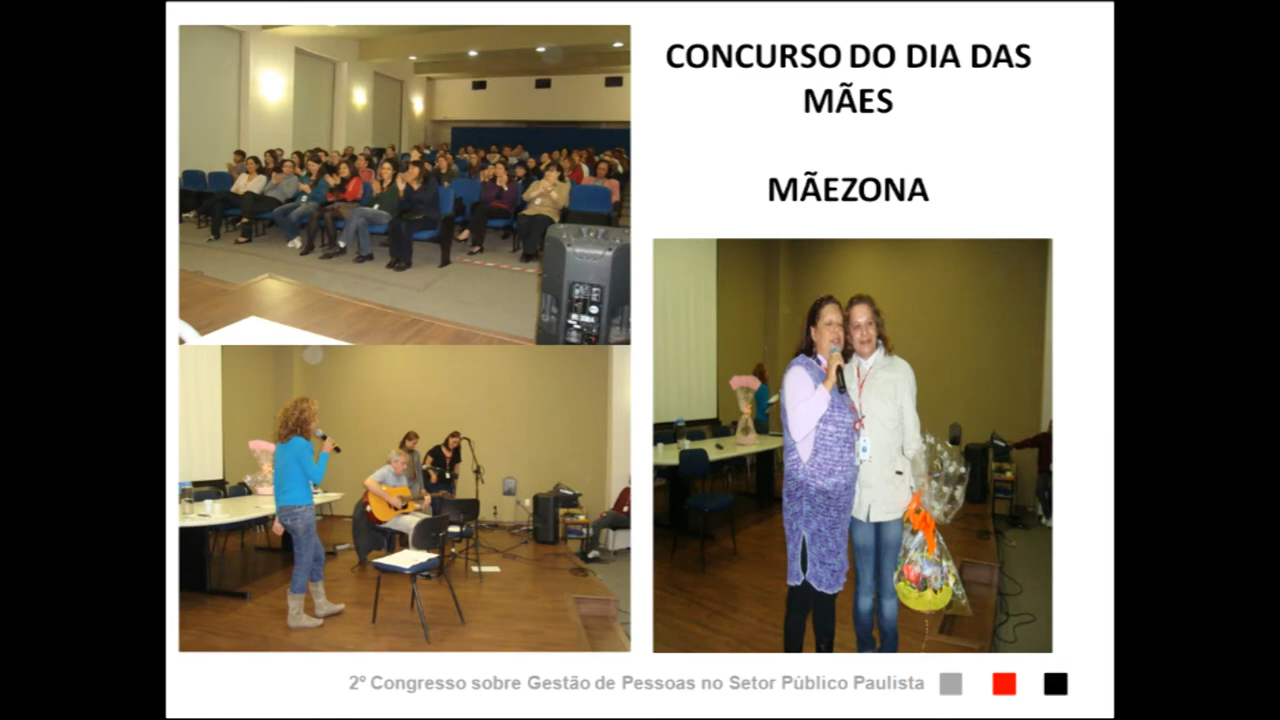 CONCURSO DO DIA DAS
MÃES
MÃEZONA
2º Congresso sobre Gestão de Pessoas no Setor Público Paulista